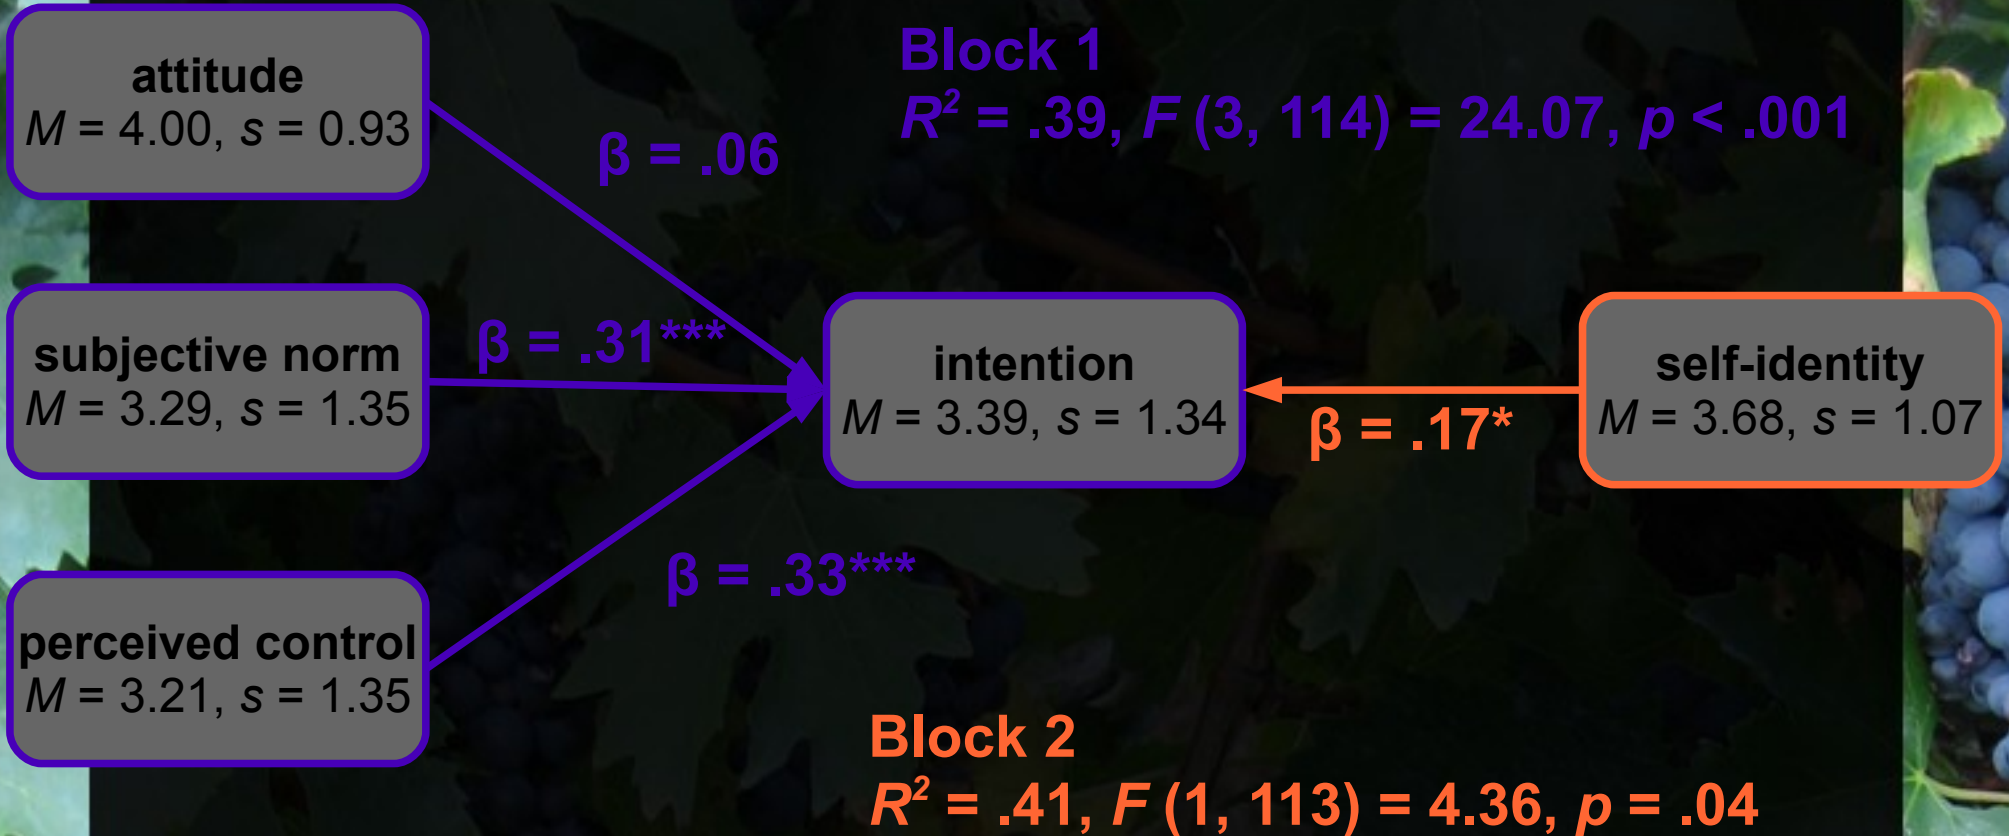 attitude
M = 4.00, s = 0.93
Block 1
R² = .39, F (3, 114) = 24.07, p < .001
β = .06
subjective norm
M = 3.29, s = 1.35
β = .31***
intention
M = 3.39, s = 1.34
self-identity
M = 3.68, s = 1.07
β = .17*
perceived control
M = 3.21, s = 1.35
β = .33***
Block 2
R² = .41, F (1, 113) = 4.36, p = .04